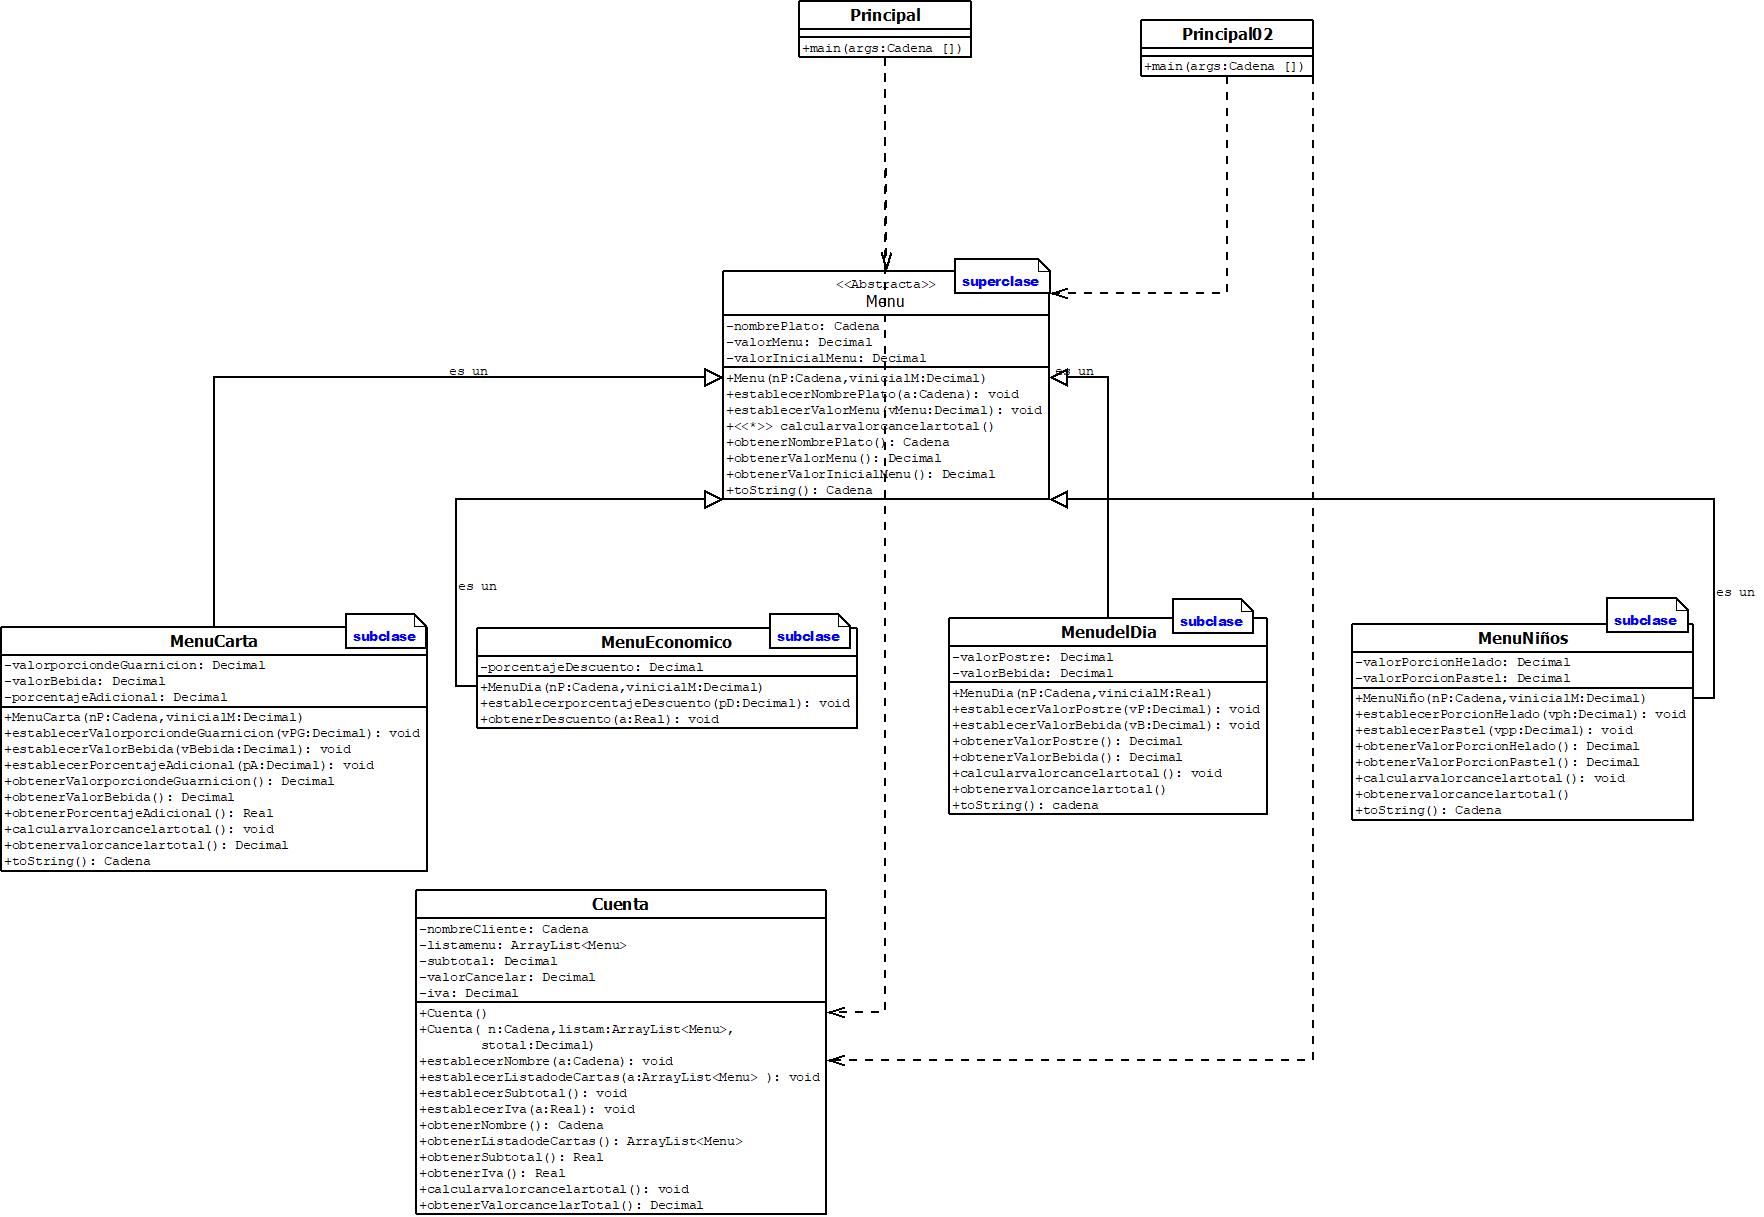 Principal
+main(args:Cadena [])
Principal02
+main(args:Cadena [])
superclase
<<Abstracta>>
Menu
-nombrePlato: Cadena
-valorMenu: Decimal
-valorInicialMenu: Decimal
+Menu(nP:Cadena,vinicialM:Decimal)
+establecerNombrePlato(a:Cadena): void
+establecerValorMenu(vMenu:Decimal): void
+<<*>> calcularvalorcancelartotal()
+obtenerNombrePlato(): Cadena
+obtenerValorMenu(): Decimal
+obtenerValorInicialMenu(): Decimal
+toString(): Cadena
es un
es un
es un
es un
subclase
MenuCarta
-valorporciondeGuarnicion: Decimal
-valorBebida: Decimal
-porcentajeAdicional: Decimal
+MenuCarta(nP:Cadena,vinicialM:Decimal)
+establecerValorporciondeGuarnicion(vPG:Decimal): void
+establecerValorBebida(vBebida:Decimal): void
+establecerPorcentajeAdicional(pA:Decimal): void
+obtenerValorporciondeGuarnicion(): Decimal
+obtenerValorBebida(): Decimal
+obtenerPorcentajeAdicional(): Real
+calcularvalorcancelartotal(): void
+obtenervalorcancelartotal(): Decimal
+toString(): Cadena
subclase
MenuEconomico
-porcentajeDescuento: Decimal
+MenuDia(nP:Cadena,vinicialM:Decimal)
+establecerporcentajeDescuento(pD:Decimal): void
+obtenerDescuento(a:Real): void
subclase
MenudelDia
-valorPostre: Decimal
-valorBebida: Decimal
+MenuDia(nP:Cadena,vinicialM:Real)
+establecerValorPostre(vP:Decimal): void
+establecerValorBebida(vB:Decimal): void
+obtenerValorPostre(): Decimal
+obtenerValorBebida(): Decimal
+calcularvalorcancelartotal(): void
+obtenervalorcancelartotal()
+toString(): cadena
subclase
MenuNiños
-valorPorcionHelado: Decimal
-valorPorcionPastel: Decimal
+MenuNiño(nP:Cadena,vinicialM:Decimal)
+establecerPorcionHelado(vph:Decimal): void
+establecerPastel(vpp:Decimal): void
+obtenerValorPorcionHelado(): Decimal
+obtenerValorPorcionPastel(): Decimal
+calcularvalorcancelartotal(): void
+obtenervalorcancelartotal()
+toString(): Cadena
Cuenta
-nombreCliente: Cadena
-listamenu: ArrayList<Menu>
-subtotal: Decimal
-valorCancelar: Decimal
-iva: Decimal
+Cuenta()
+Cuenta( n:Cadena,listam:ArrayList<Menu>,
stotal:Decimal)
+establecerNombre(a:Cadena): void
+establecerListadodeCartas(a:ArrayList<Menu> ): void
+establecerSubtotal(): void
+establecerIva(a:Real): void
+obtenerNombre(): Cadena
+obtenerListadodeCartas(): ArrayList<Menu>
+obtenerSubtotal(): Real
+obtenerIva(): Real
+calcularvalorcancelartotal(): void
+obtenerValorcancelarTotal(): Decimal